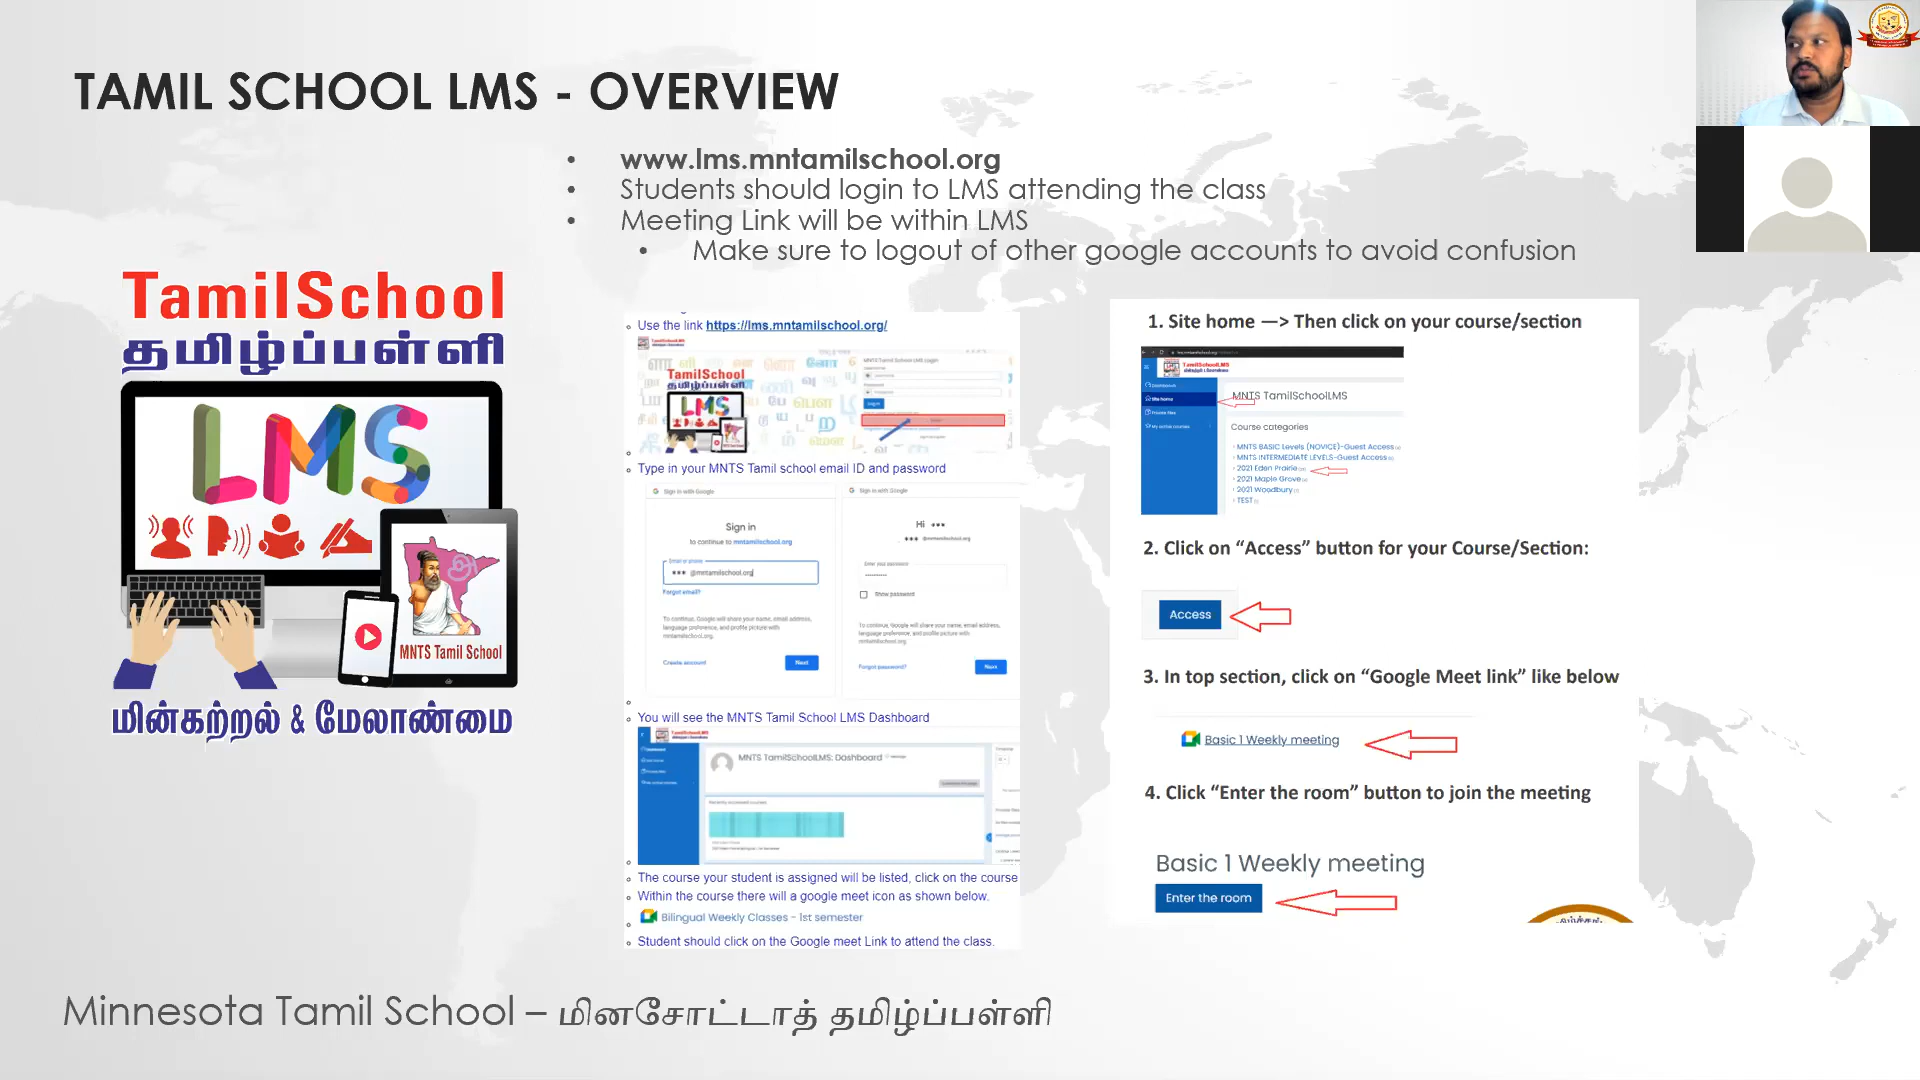 TAMIL SCHOOL LMS - OVERVIEW
• www.lms.mntamilschool.org
• Students should login to LMS attending the class
• Meeting Link will be within LMS
• Make sure to logout of other google accounts to avoid confusion
TamilSchool
தமிழ்ப்பள்ளி
LMS
MNTS Tamil School
மின்கற்றல் & மேலாண்மை
Use the link https://lms.mntamilschool.org/
TamilSchool
தமிழ்ப்பள்ளி
LMS
Type in your MNTS Tamil school email ID and password
Sign in with Google
Sign in
to continue to mntamilschool.org
Email or phone
*** @mntamilschool.org
Forgot email?
To continue, Google will share your name, email address,
language preference, and profile picture with
mntamilschool.org.
Create account
Next
Sign in with Google
Hi ***
*** @mntamilschool.org
Enter your password
Show password
To continue, Google will share your name, email address,
language preference, and profile picture with
mntamilschool.org.
Forgot password?
Next
You will see the MNTS Tamil School LMS Dashboard
MNTS TamilSchoolLMS: Dashboard
The course your student is assigned will be listed, click on the course
Within the course there will a google meet icon as shown below.
Bilingual Weekly Classes - 1st semester
Student should click on the Google meet Link to attend the class.
1. Site home —> Then click on your course/section
TamilSchoolLMS
Dashboard
Site home
Private files
My active courses
MNTS TamilSchoolLMS
Course categories
MNTS BASIC Levels (NOVICE)-Guest Access
MNTS INTERMEDIATE LEVELS-Guest Access
2021 Eden Prairie
2021 Maple Grove
2021 Woodbury
TEST
2. Click on “Access” button for your Course/Section:
Access
3. In top section, click on “Google Meet link” like below
Basic 1 Weekly meeting
4. Click “Enter the room” button to join the meeting
Basic 1 Weekly meeting
Enter the room
Minnesota Tamil School – மினசோட்டாத் தமிழ்ப்பள்ளி